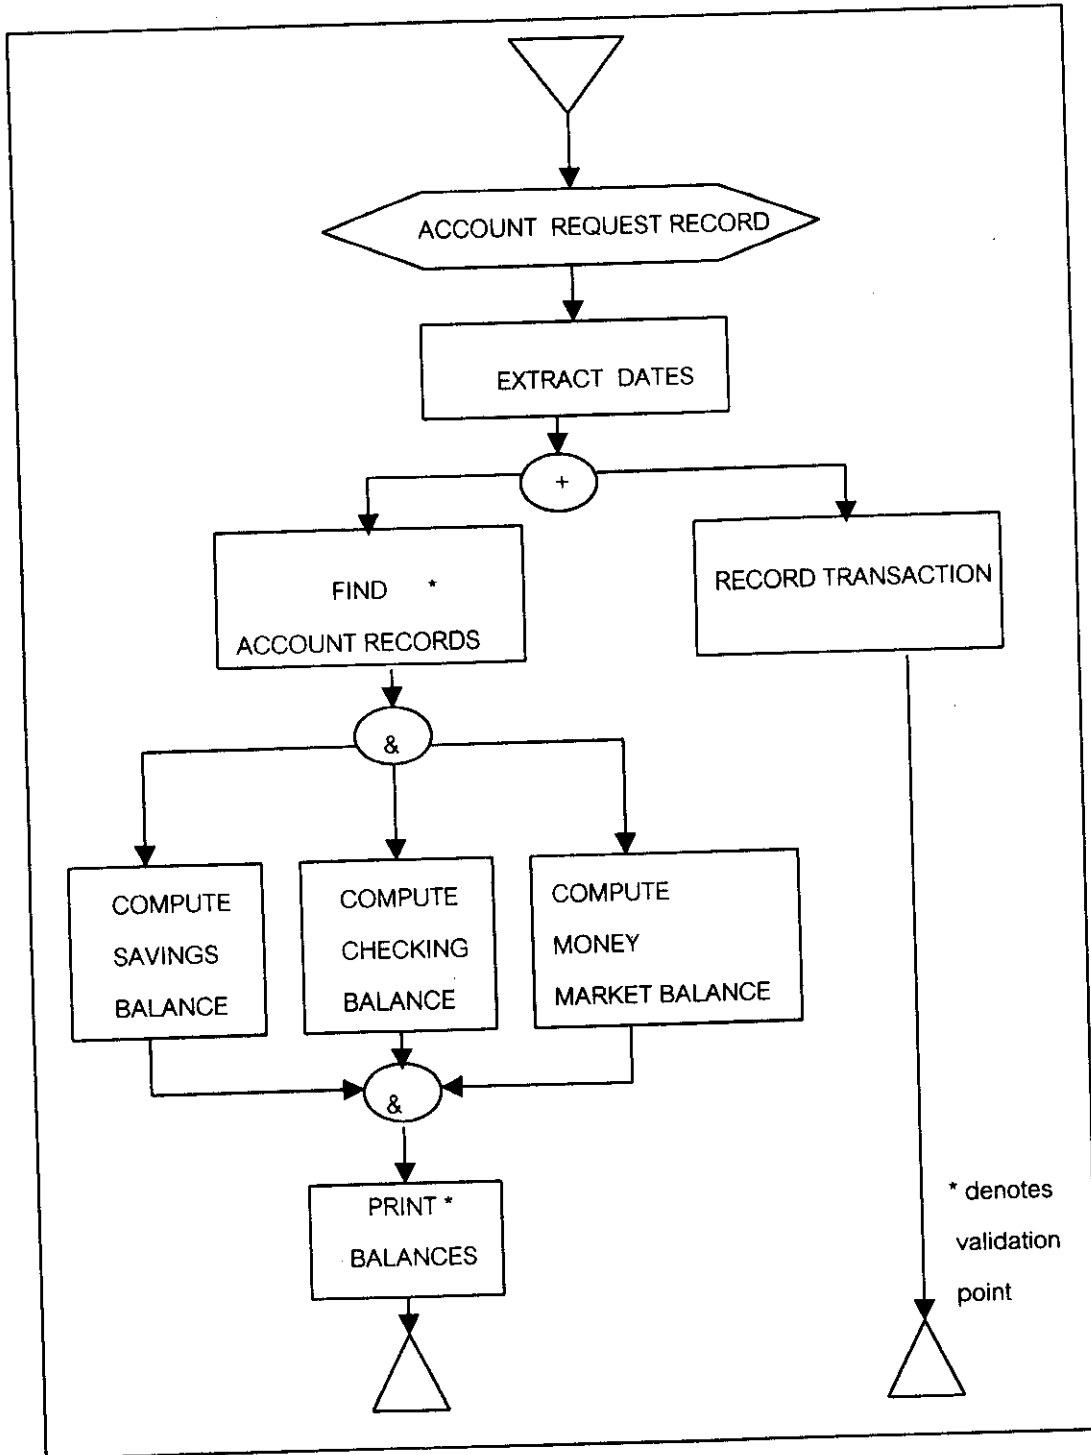 ACCOUNT REQUEST RECORD
EXTRACT DATES
+
FIND *
ACCOUNT RECORDS
RECORD TRANSACTION
&
COMPUTE
SAVINGS
BALANCE
COMPUTE
CHECKING
BALANCE
COMPUTE
MONEY
MARKET BALANCE
&
PRINT *
BALANCES
* denotes
validation
point